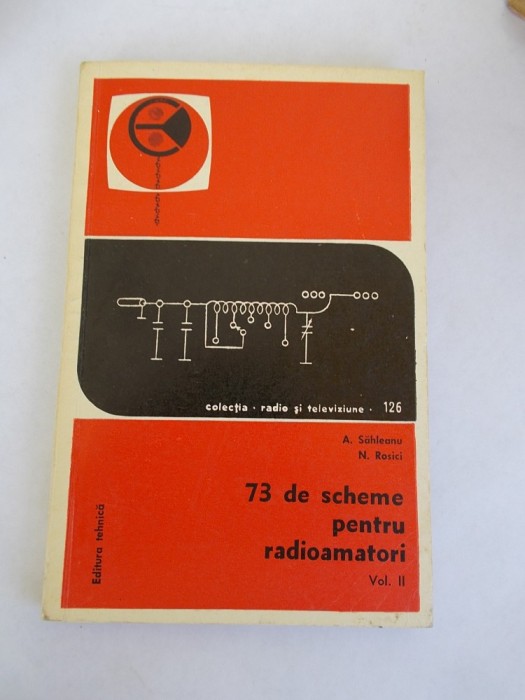 colecția · radio și televiziune · 126
A. Săhleanu
N. Rosici
73 de scheme
pentru
radioamatori
Vol. II
Editura tehnică